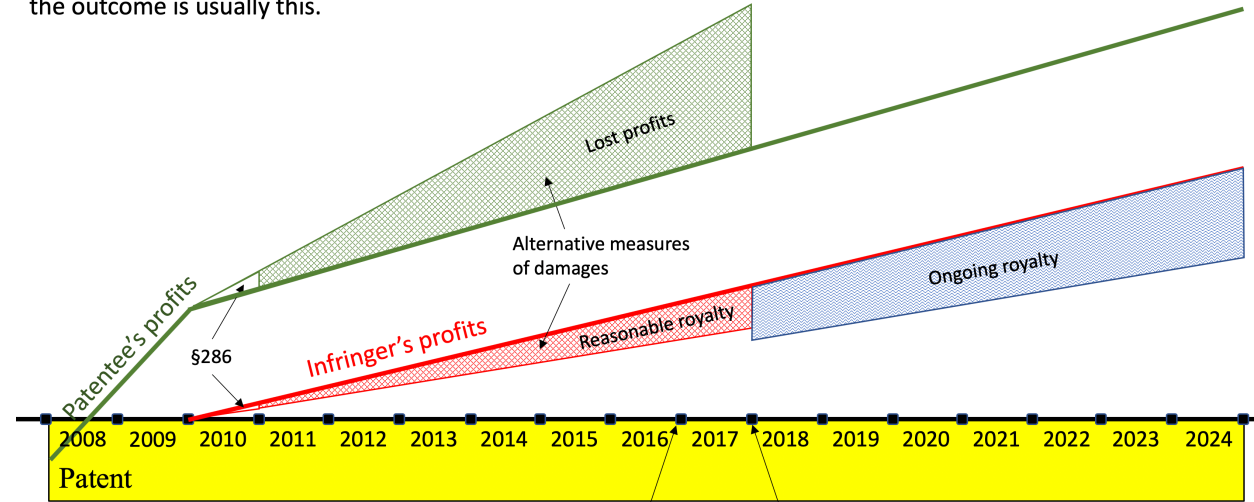 the outcome is usually this.
Lost profits
Alternative measures
of damages
Ongoing royalty
Patentee's profits
§286
Infringer's profits
Reasonable royalty
2008 2009 2010 2011 2012 2013 2014 2015 2016 2017 2018 2019 2020 2021 2022 2023 2024
Patent